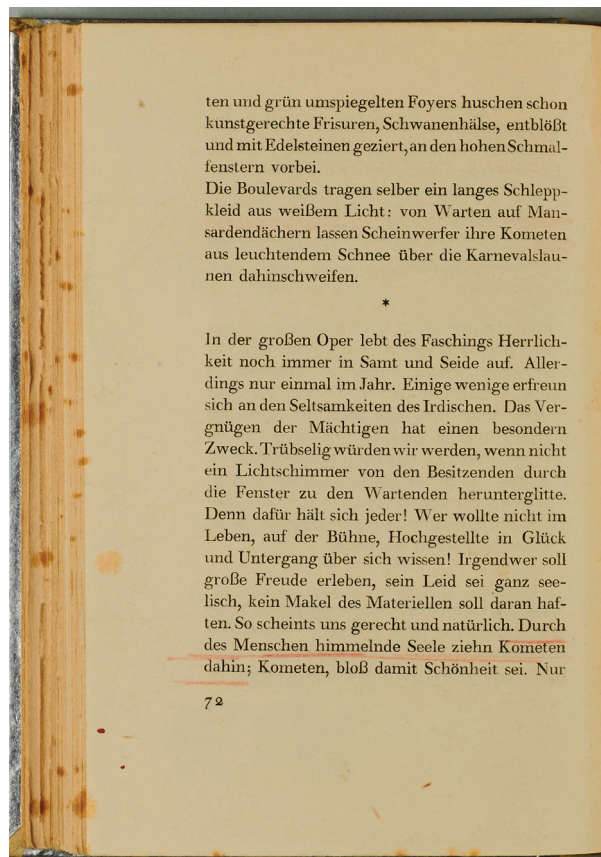 ten und grün umspiegelten Foyers huschen schon
kunstgerechte Frisuren, Schwanenhälse, entblößt
und mit Edelsteinen geziert, an den hohen Schmal-
fenstern vorbei.
Die Boulevards tragen selber ein langes Schlepp-
kleid aus weißem Licht: von Warten auf Man-
sardendächern lassen Scheinwerfer ihre Kometen
aus leuchtendem Schnee über die Karnevalslau-
nen dahinschweifen.
*
In der großen Oper lebt des Faschings Herrlich-
keit noch immer in Samt und Seide auf. Aller-
dings nur einmal im Jahr. Einige wenige erfreun
sich an den Seltsamkeiten des Irdischen. Das Ver-
gnügen der Mächtigen hat einen besondern
Zweck. Trübselig würden wir werden, wenn nicht
ein Lichtschimmer von den Besitzenden durch
die Fenster zu den Wartenden herunterglitte.
Denn dafür hält sich jeder! Wer wollte nicht im
Leben, auf der Bühne, Hochgestellte in Glück
und Untergang über sich wissen! Irgendwer soll
große Freude erleben, sein Leid sei ganz see-
lisch, kein Makel des Materiellen soll daran haf-
ten. So scheints uns gerecht und natürlich. Durch
des Menschen himmelnde Seele ziehn Kometen
dahin; Kometen, bloß damit Schönheit sei. Nur
72